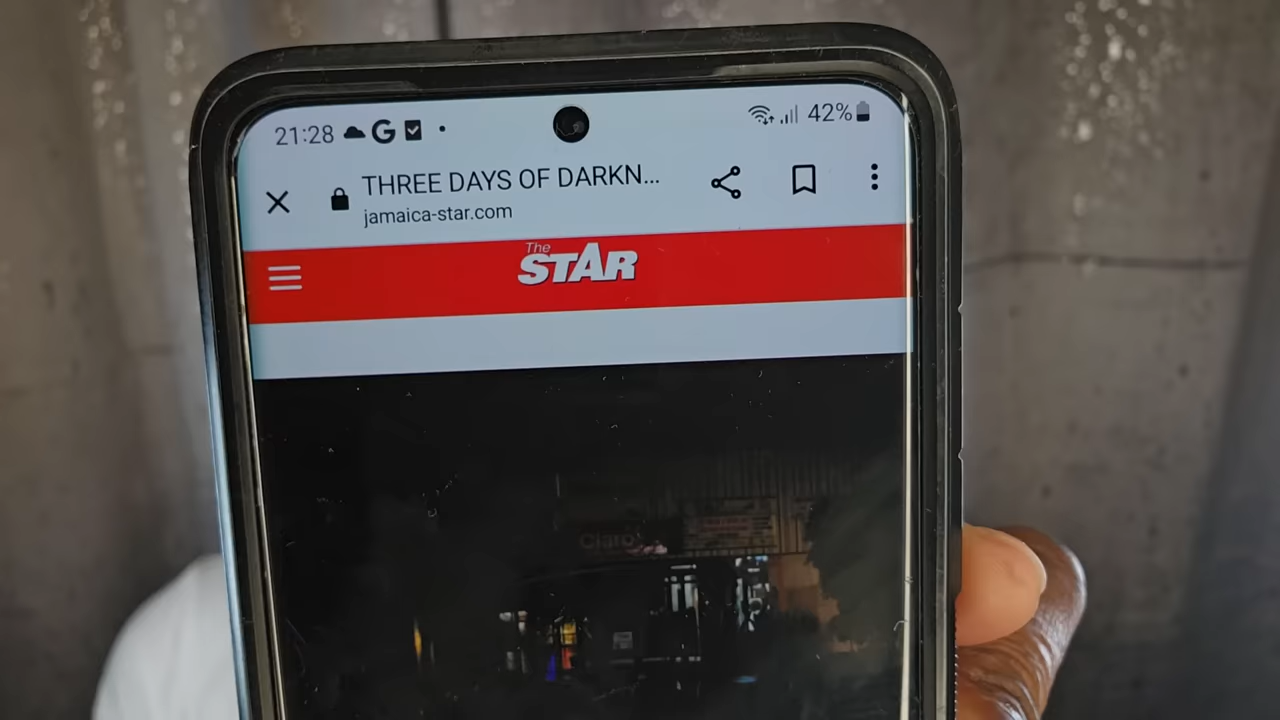 21:28
42%
THREE DAYS OF DARKN...
jamaica-star.com
The
STAR
Claro